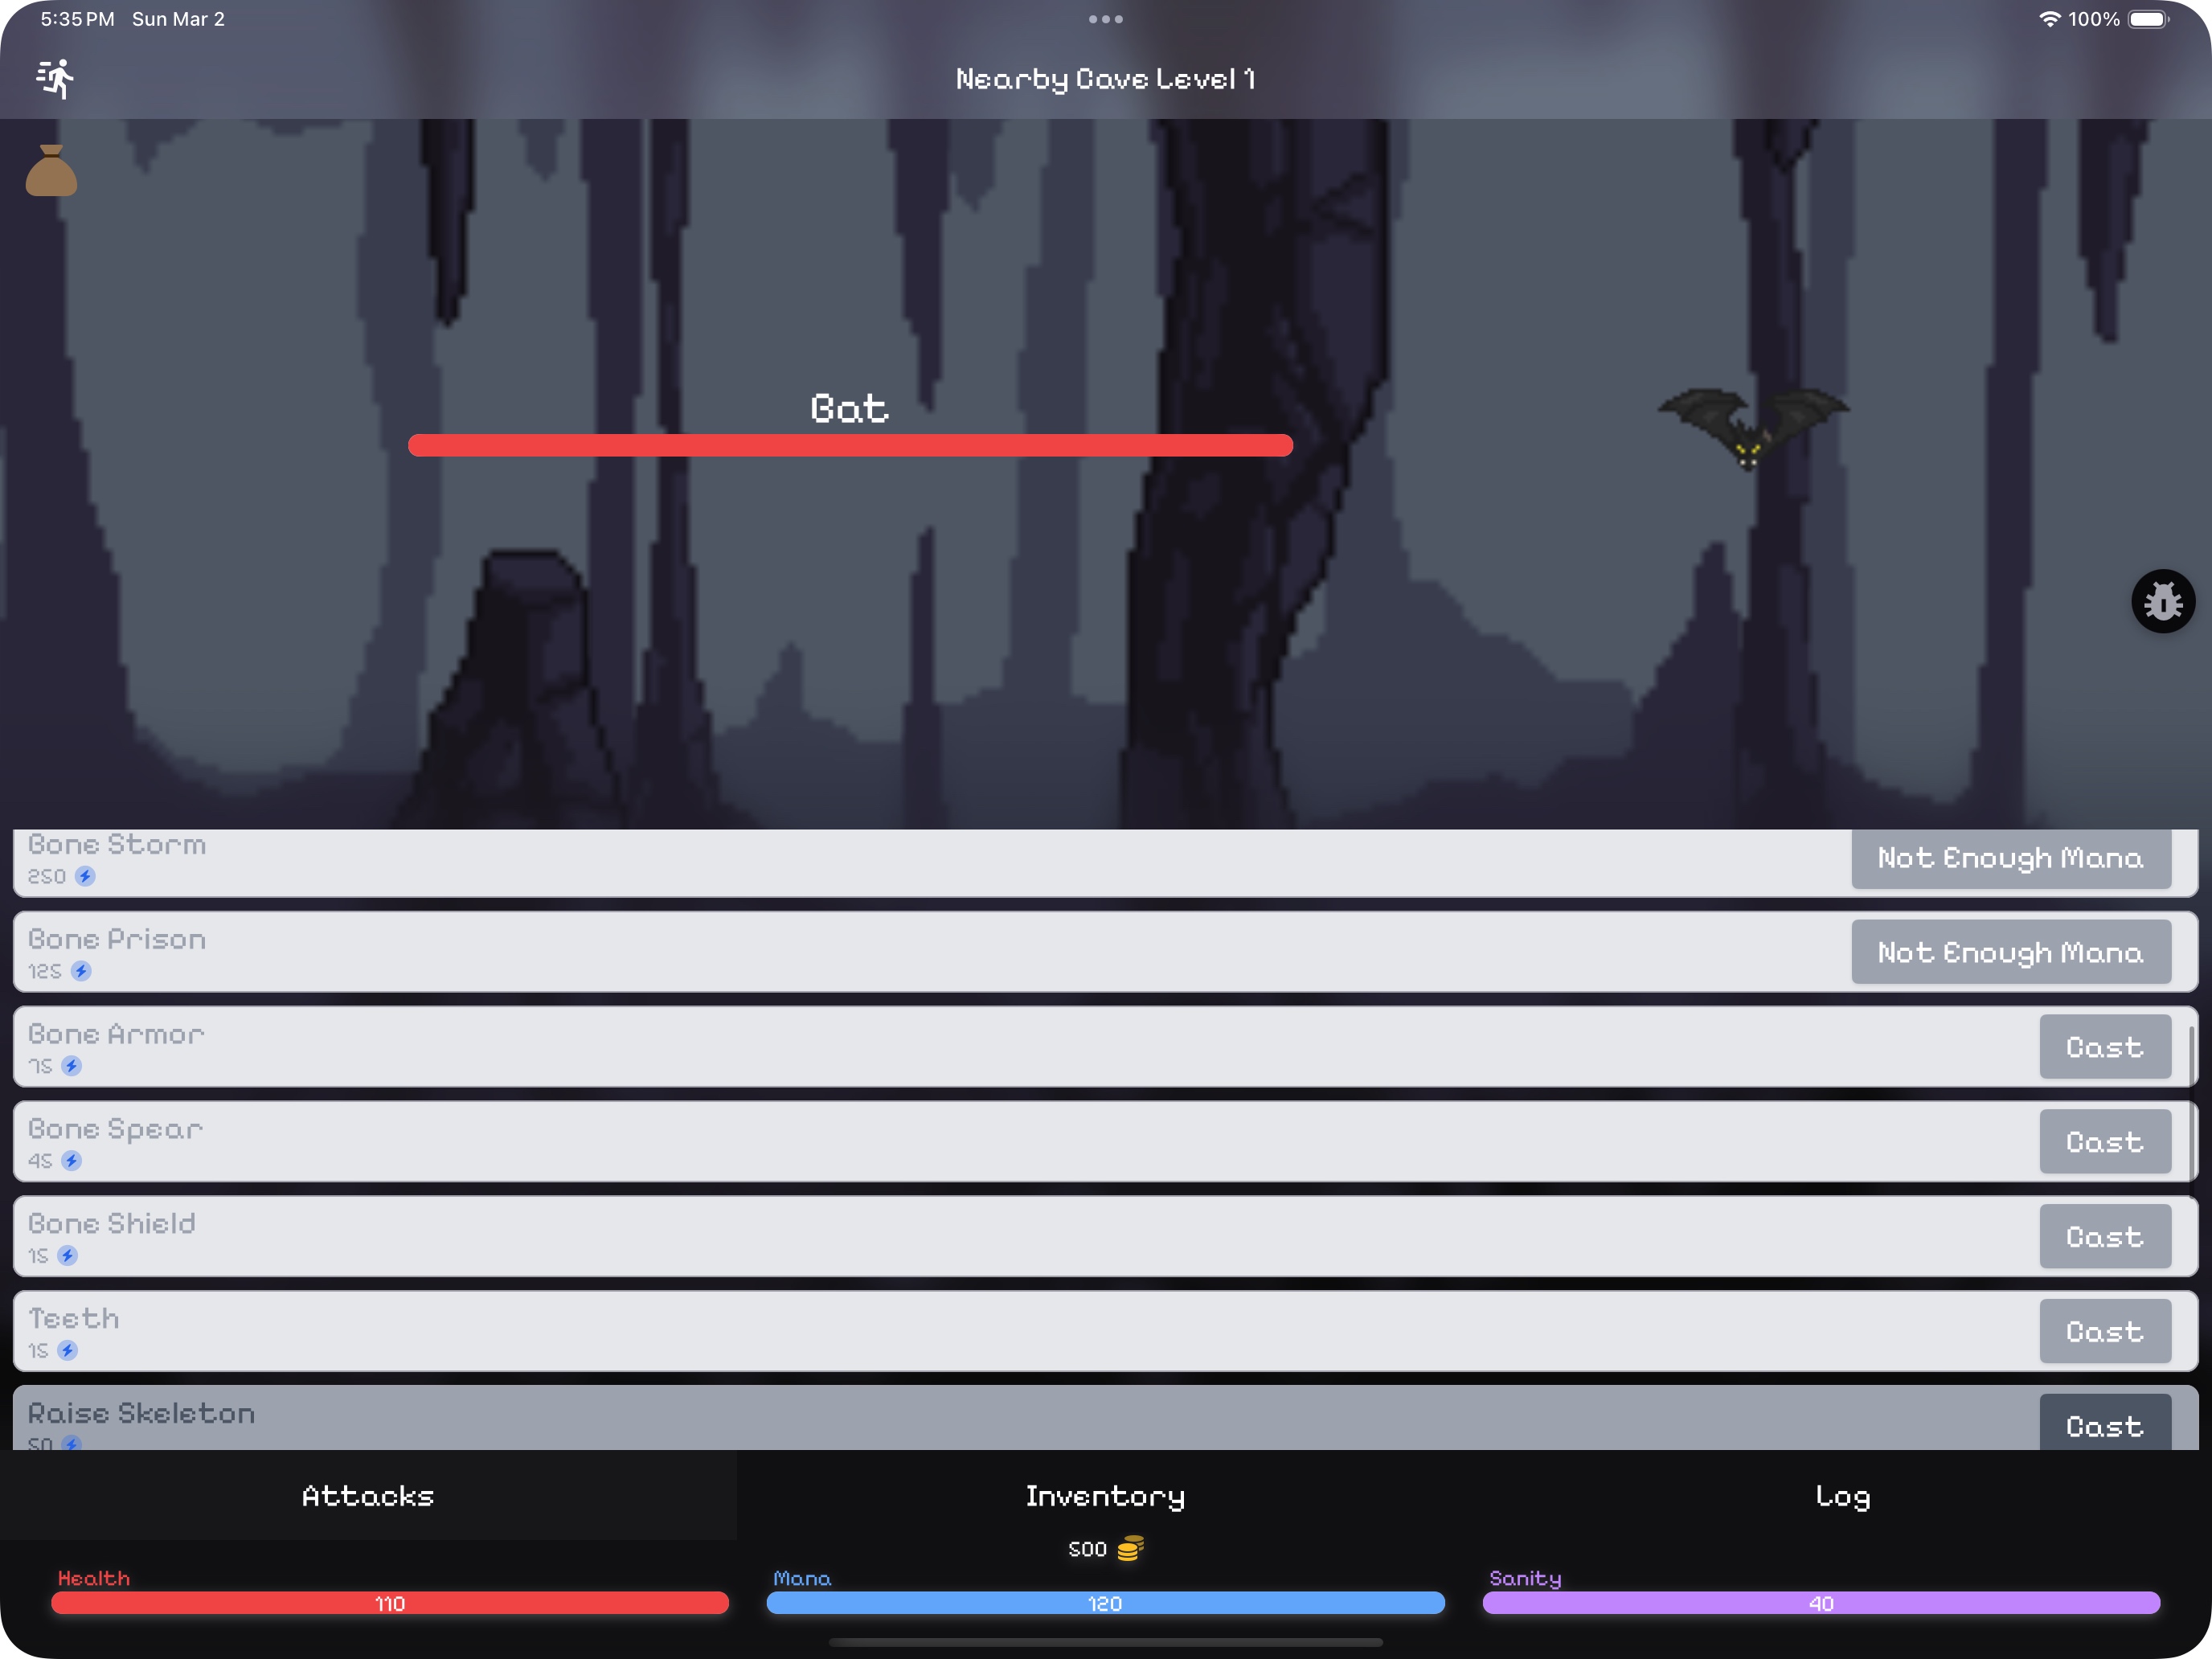 5:35 PM Sun Mar 2
100%
Nearby Cave Level 1
Bat
Bone Storm
250
Not Enough Mana
Bone Prison
125
Not Enough Mana
Bone Armor
75
Cast
Bone Spear
45
Cast
Bone Shield
15
Cast
Teeth
15
Cast
Raise Skeleton
50
Cast
Attacks
Inventory
Log
500
Health
110
Mana
120
Sanity
40